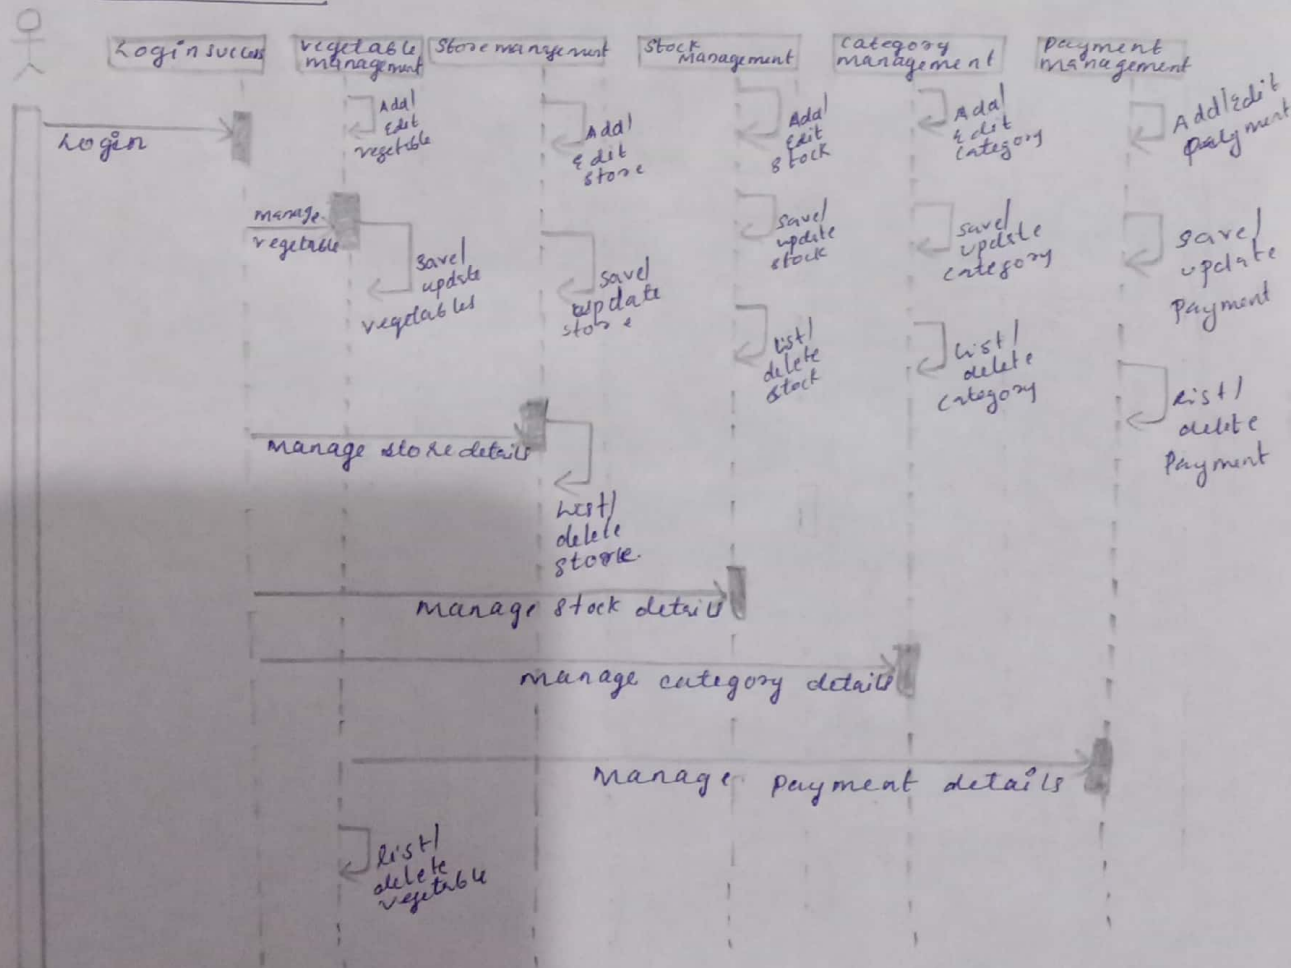 Login success
vegetable
management
Store management
Stock
Management
Category
management
payment
management
Login
Add/
Edit
vegetable
Add/
Edit
Store
Add/
Edit
Stock
Add/
Edit
Category
Add/Edit
payment
manage
vegetable
Save/
update
vegetables
Save/
update
store
Save/
update
stock
Save/
update
category
Save/
update
Payment
List/
delete
stock
List/
delete
category
List/
delete
Payment
Manage store details
List/
delete
store.
Manage stock details
Manage category details
Manage payment details
List/
delete
vegetable